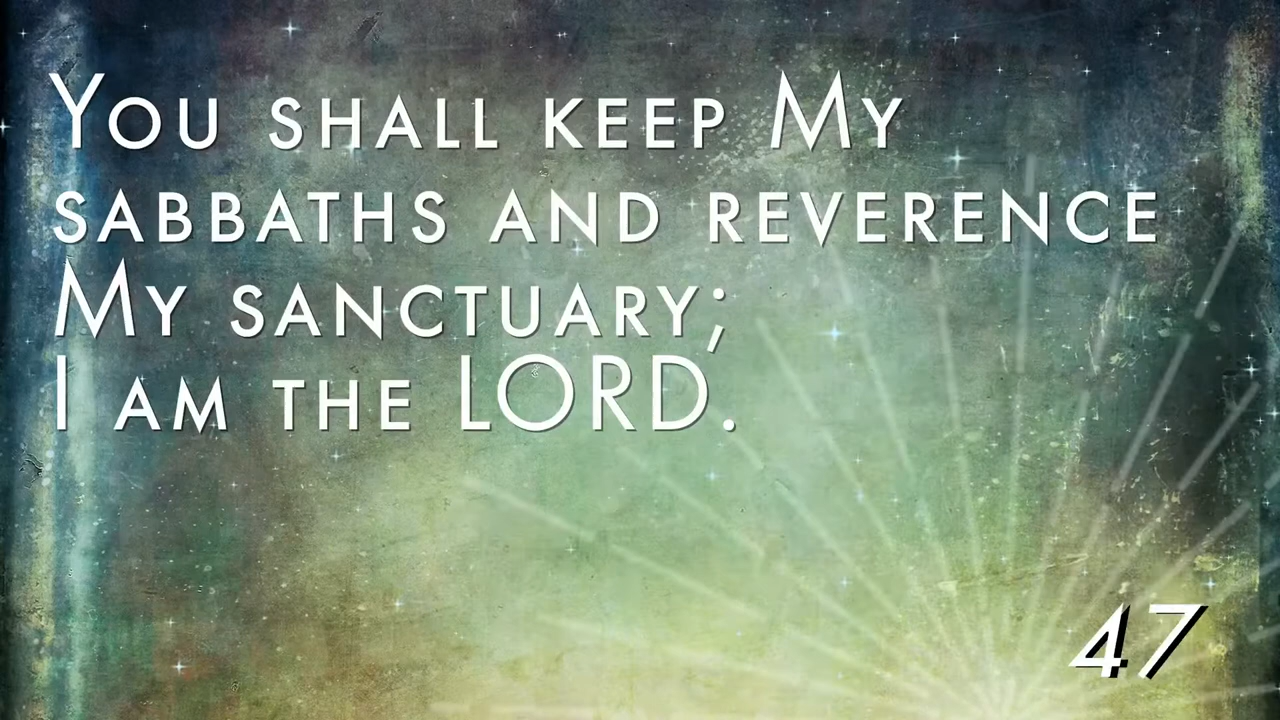 You shall keep My
sabbaths and reverence
My sanctuary;
I am the LORD.
47